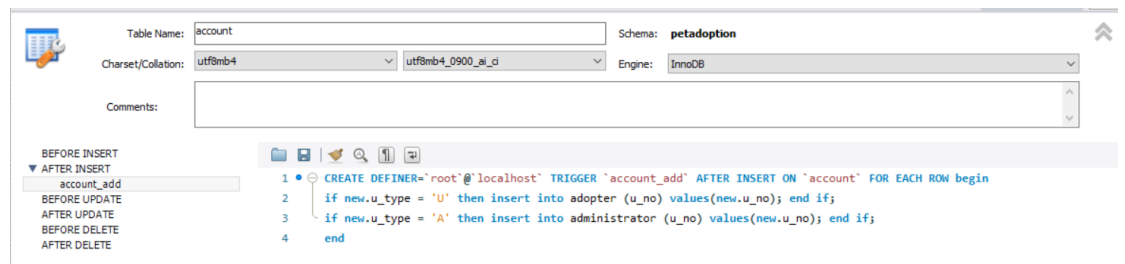 Table Name: account Schema: petadoption
Charset/Collation: utf8mb4 utf8mb4_0900_ai_ci Engine: InnoDB
Comments:
BEFORE INSERT
AFTER INSERT
account_add
BEFORE UPDATE
AFTER UPDATE
BEFORE DELETE
AFTER DELETE
1 CREATE DEFINER=`root`@`localhost` TRIGGER `account_add` AFTER INSERT ON `account` FOR EACH ROW begin
2 if new.u_type = 'U' then insert into adopter (u_no) values(new.u_no); end if;
3 if new.u_type = 'A' then insert into administrator (u_no) values(new.u_no); end if;
4 end